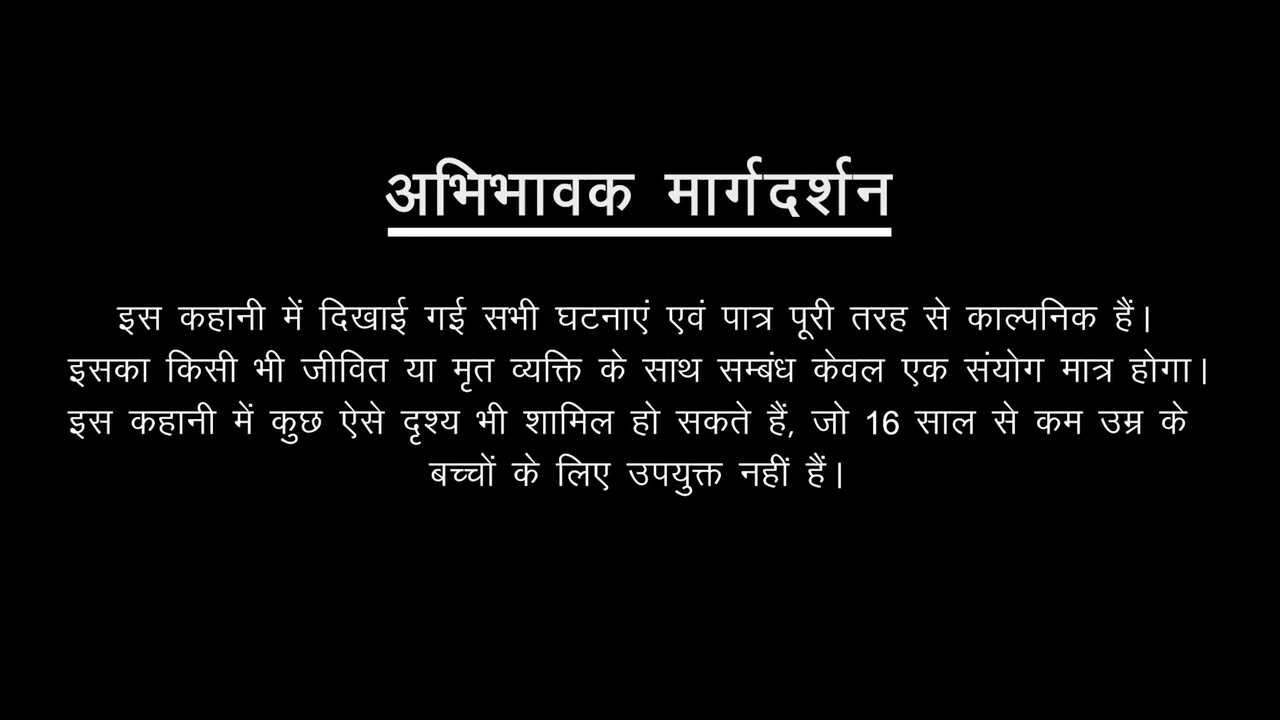 अभिभावक मार्गदर्शन
इस कहानी में दिखाई गई सभी घटनाएं एवं पात्र पूरी तरह से काल्पनिक हैं।
इसका किसी भी जीवित या मृत व्यक्ति के साथ सम्बंध केवल एक संयोग मात्र होगा।
इस कहानी में कुछ ऐसे दृश्य भी शामिल हो सकते हैं, जो 16 साल से कम उम्र के
बच्चों के लिए उपयुक्त नहीं हैं।